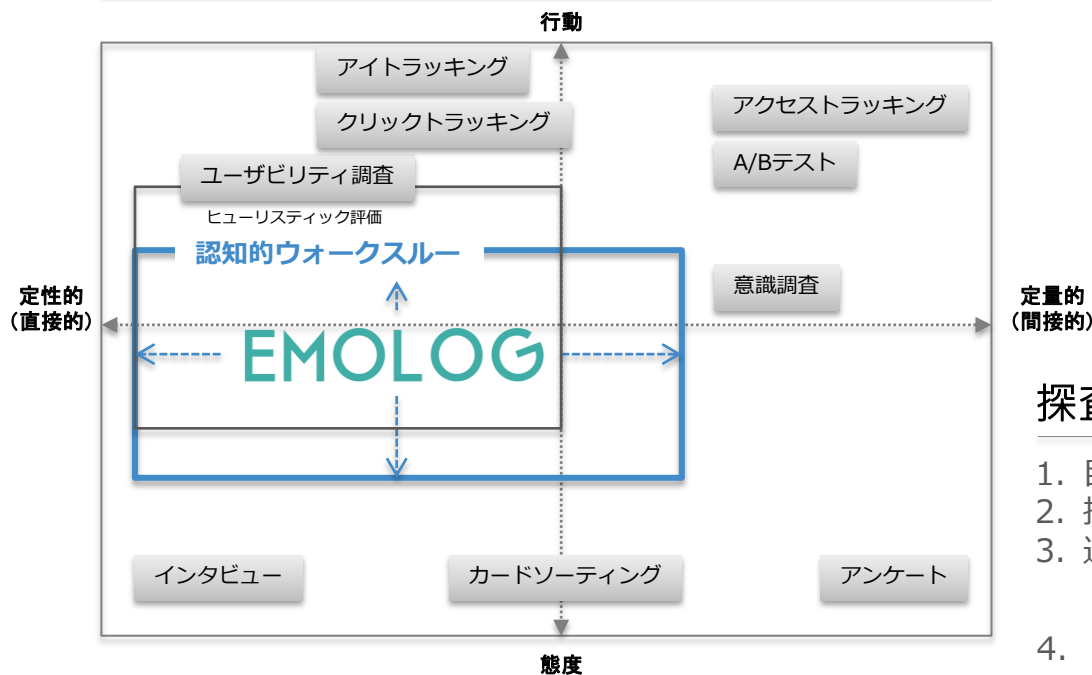 行動
アイトラッキング
クリックトラッキング
アクセストラッキング
A/Bテスト
ユーザビリティ調査
ヒューリスティック評価
認知的ウォークスルー
意識調査
定性的
（直接的）
定量的
（間接的）
EMOLOG
インタビュー
カードソーティング
アンケート
態度
探
1.
2.
3.
4.